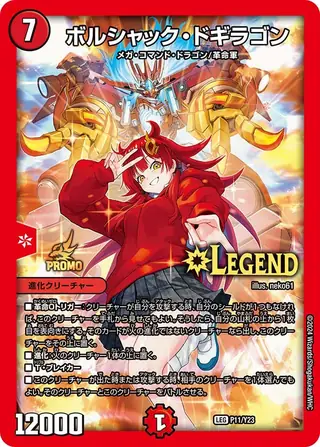 7
ボルシャック・ドギラゴン
メガ・コマンド・ドラゴン/革命軍
12000
PROMO
LEGEND
illus.neko61
進化クリーチャー
■革命0トリガー:クリーチャーが自分を攻撃する時、自分のシールドが1つもなければ、このクリーチャーを手札から見せてもよい。そうしたら、自分の山札の上から1枚目を表向きにする。そのカードが火の進化ではないクリーチャーなら出し、このクリーチャーをその上に置く。
■進化:火のクリーチャー1体の上に置く。
■T・ブレイカー
■このクリーチャーが出た時または攻撃する時、相手のクリーチャーを1体選んでもよい。そのクリーチャーとこのクリーチャーをバトルさせる。
LEG
P11/Y23